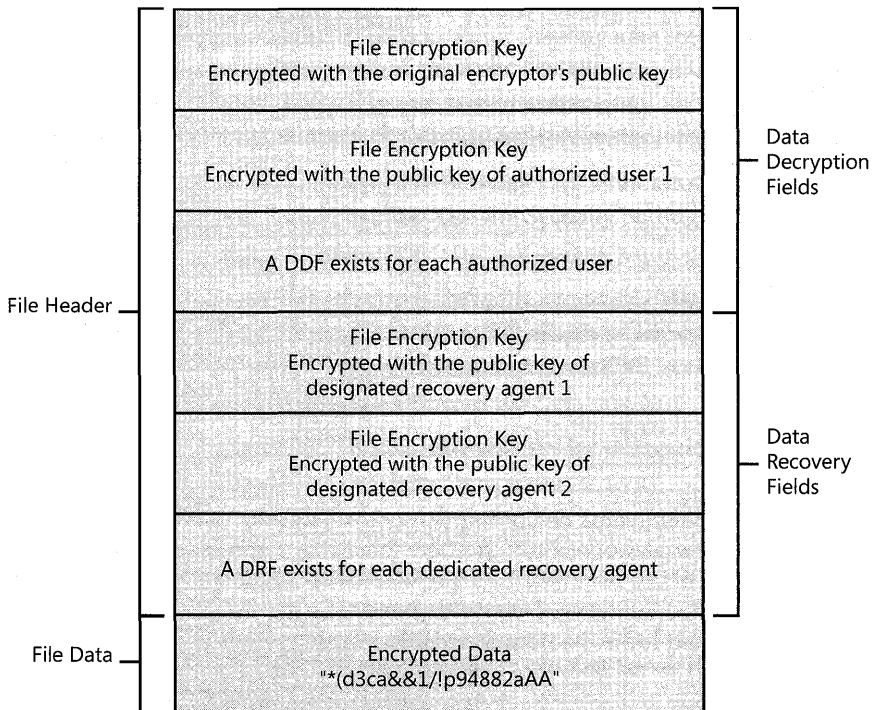 File Encryption Key
Encrypted with the original encryptor's public key
File Encryption Key
Encrypted with the public key of authorized user 1
Data
Decryption
Fields
A DDF exists for each authorized user
File Header
File Encryption Key
Encrypted with the public key of
designated recovery agent 1
File Encryption Key
Encrypted with the public key of
designated recovery agent 2
Data
Recovery
Fields
A DRF exists for each dedicated recovery agent
File Data
Encrypted Data
"*(d3ca&&1/!p94882aAA"